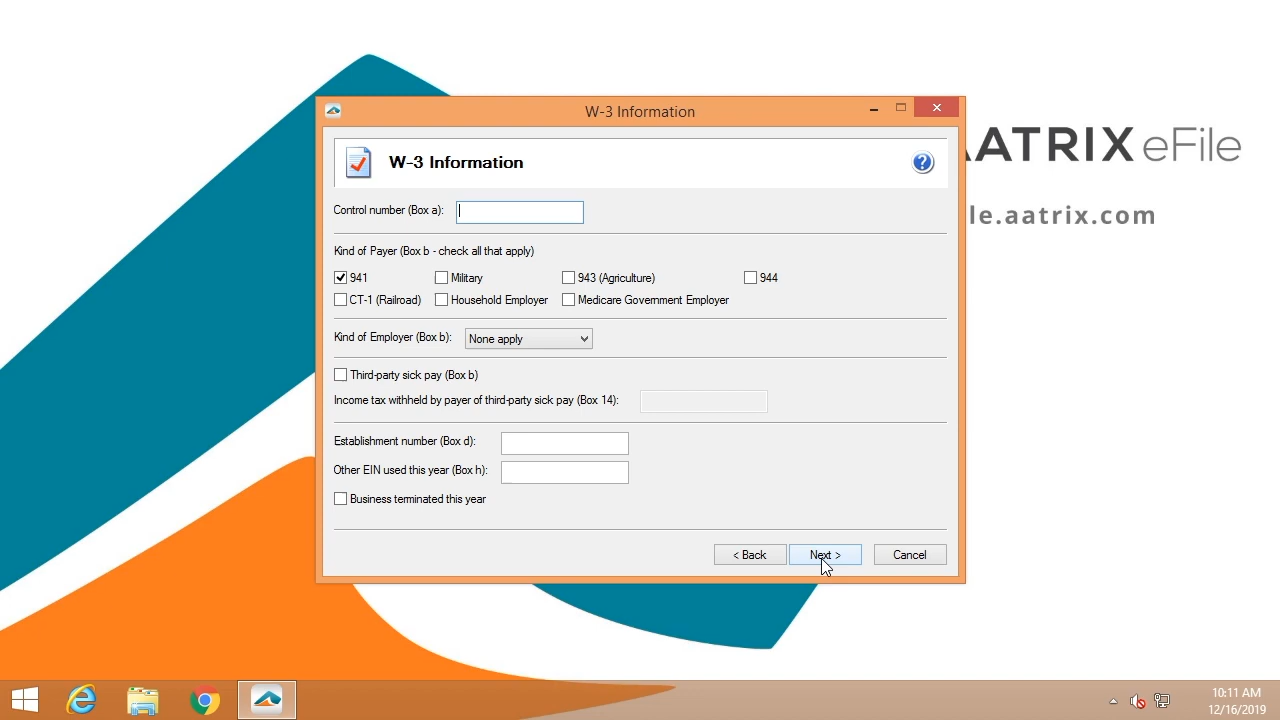 W-3 Information
W-3 Information
?
AATRIX eFile
le.aatrix.com
Control number (Box a):
Kind of Payer (Box b - check all that apply)
941
Military
943 (Agriculture)
944
CT-1 (Railroad)
Household Employer
Medicare Government Employer
Kind of Employer (Box b):
None apply
Third-party sick pay (Box b)
Income tax withheld by payer of third-party sick pay (Box 14):
Establishment number (Box d):
Other EIN used this year (Box h):
Business terminated this year
< Back
Next >
Cancel
10:11 AM
12/16/2019